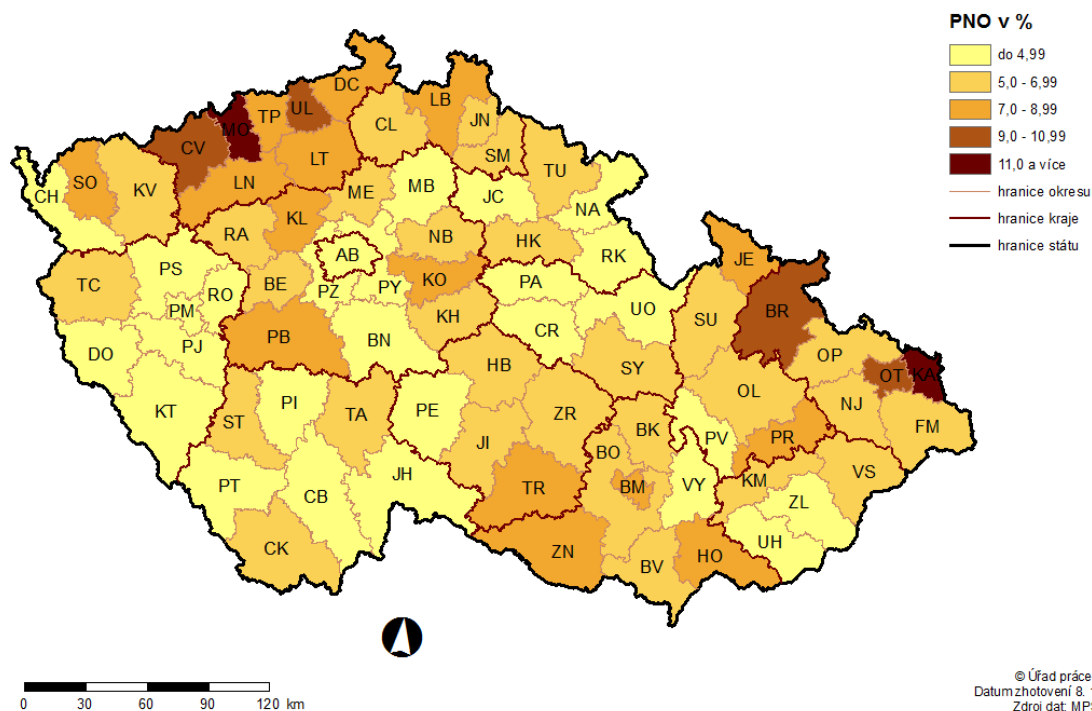 PNO v %
do 4,99
5,0 - 6,99
7,0 - 8,99
9,0 - 10,99
11,0 a více
hranice okresu
hranice kraje
hranice státu
DC
UL
TP
MO
LB
JN
CL
SM
CV
LT
TU
LN
SO
KV
CH
ME
MB
JC
NA
KL
RA
NB
HK
RK
AB
PS
TC
RO
BE
PZ
PY
KO
PA
JE
PM
KH
UO
SU
BR
PB
BN
CR
DO
PJ
OP
OT
KA
HB
SY
OL
NJ
KT
PI
TA
PE
ZR
ST
FM
JI
BK
PV
PR
BO
VS
KM
PT
CB
JH
TR
BM
VY
ZL
CK
ZN
BV
HO
UH
0 30 60 90 120 km
© Úřad práce
Datum zhotovení 8.
Zdroj dat: